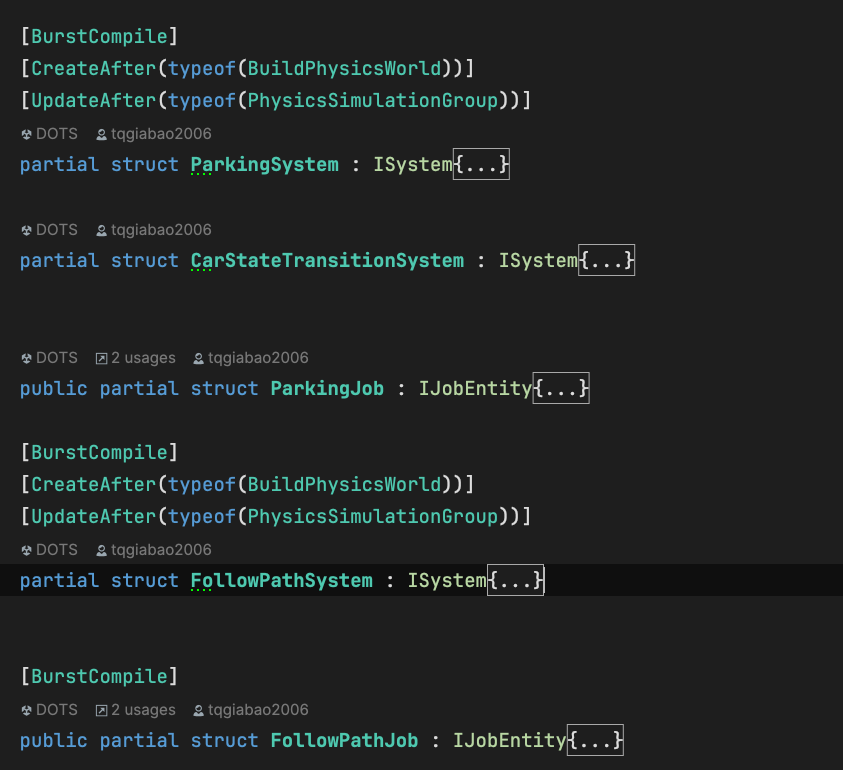 [BurstCompile]
[CreateAfter(typeof(BuildPhysicsWorld))]
[UpdateAfter(typeof(PhysicsSimulationGroup))]
DOTS tqgiabao2006
partial struct ParkingSystem : ISystem{...}
DOTS tqgiabao2006
partial struct CarStateTransitionSystem : ISystem{...}
DOTS 2 usages tqgiabao2006
public partial struct ParkingJob : IJobEntity{...}
[BurstCompile]
[CreateAfter(typeof(BuildPhysicsWorld))]
[UpdateAfter(typeof(PhysicsSimulationGroup))]
DOTS tqgiabao2006
partial struct FollowPathSystem : ISystem{...}
[BurstCompile]
DOTS 2 usages tqgiabao2006
public partial struct FollowPathJob : IJobEntity{...}